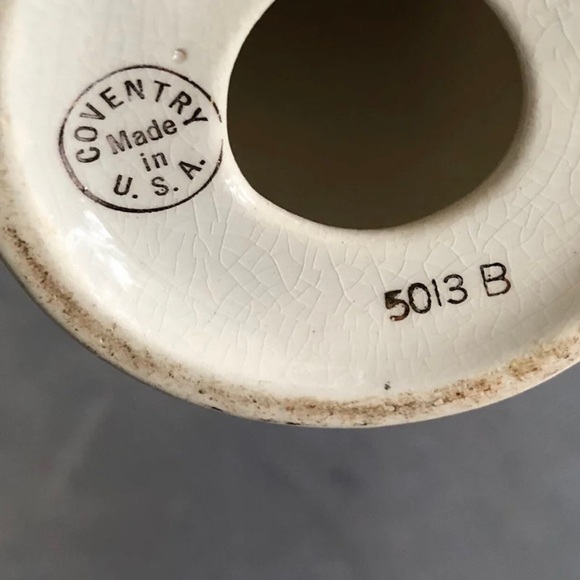 COVENTRY
Made
in
U. S. A.
5013 B